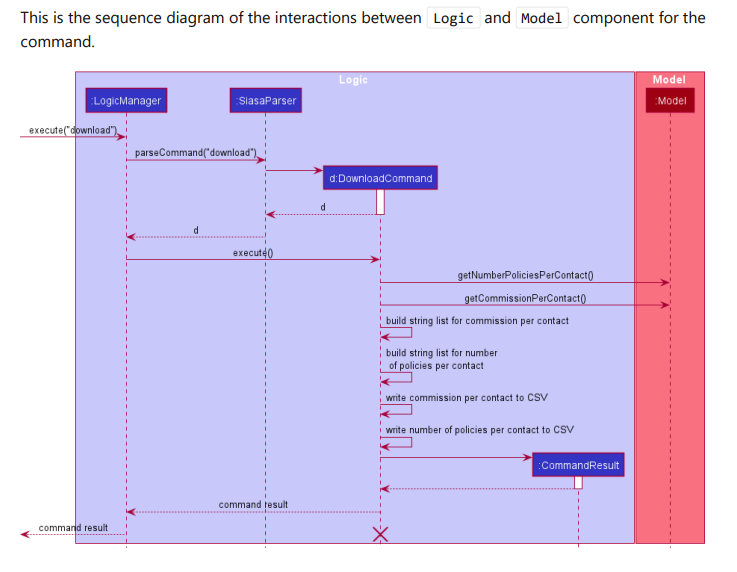 This is the sequence diagram of the interactions between Logic and Model component for the
command.
Logic
Model
:LogicManager
:SiasaParser
:Model
execute("download")
parseCommand("download")
d:DownloadCommand
d
d
execute()
getNumberPoliciesPerContact()
getCommissionPerContact()
build string list for commission per contact
build string list for number
of policies per contact
write commission per contact to CSV
write number of policies per contact to CSV
:CommandResult
command result
command result